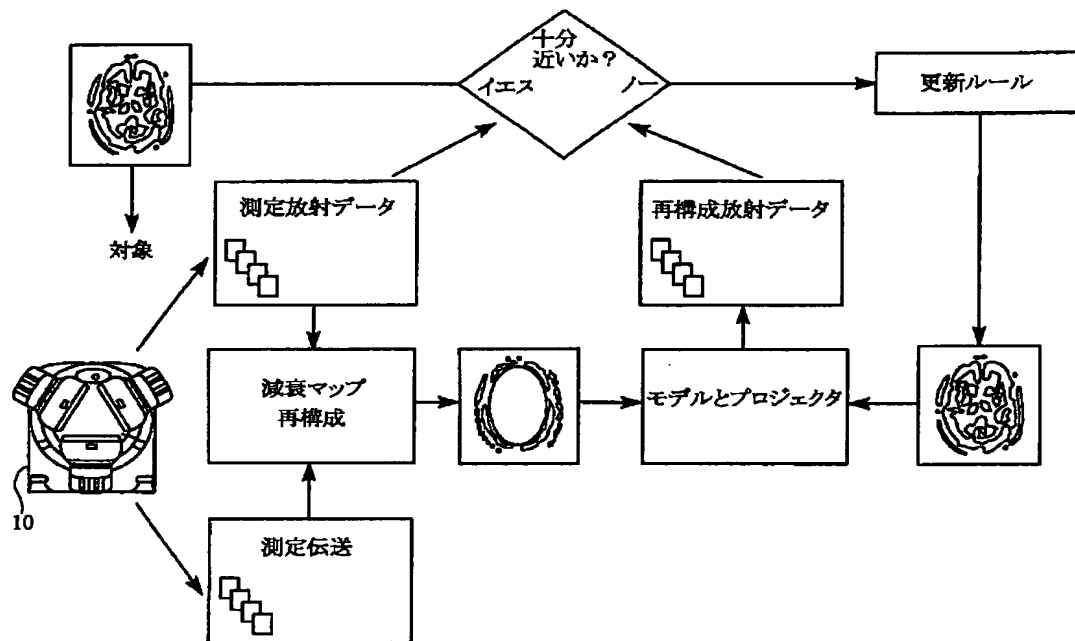 十分
近いか?
イエス
ノー
更新ルール
対象
測定放射データ
再構成放射データ
減衰マップ
再構成
モデルとプロジェクタ
10
測定伝送